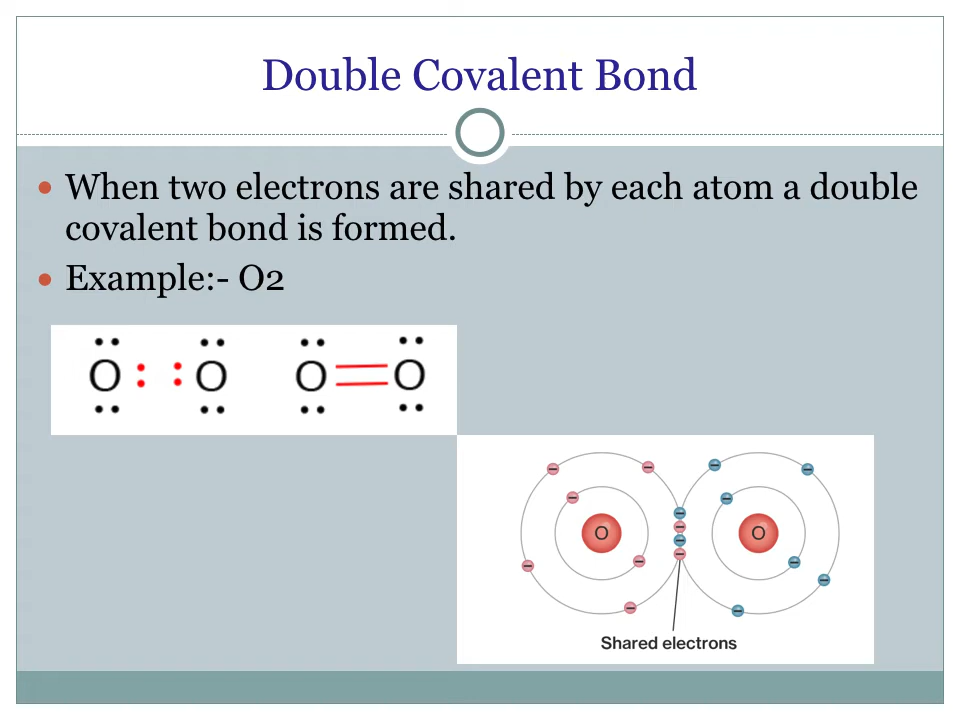 Double Covalent Bond
When two electrons are shared by each atom a double
covalent bond is formed.
Example:- O2
O : : O O = O
O O
Shared electrons